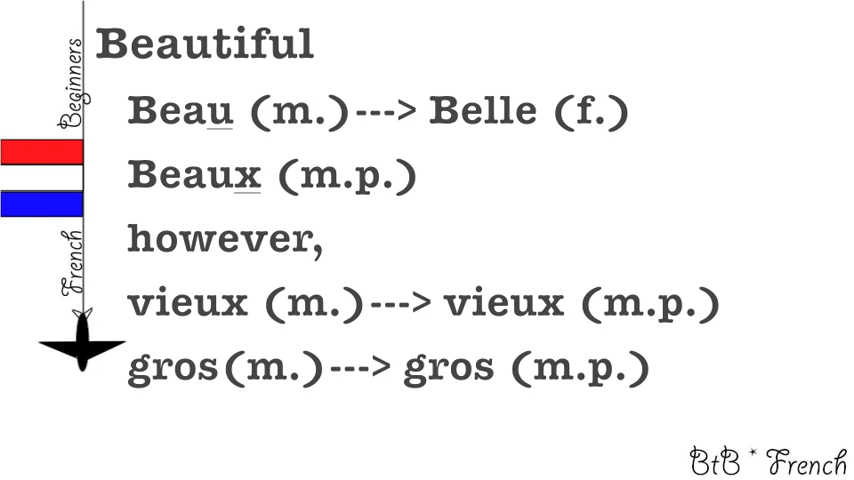 Beginners
French
Beautiful
Beau (m.)---> Belle (f.)
Beaux (m.p.)
however,
vieux (m.)---> vieux (m.p.)
gros(m.)---> gros (m.p.)
BtB * French